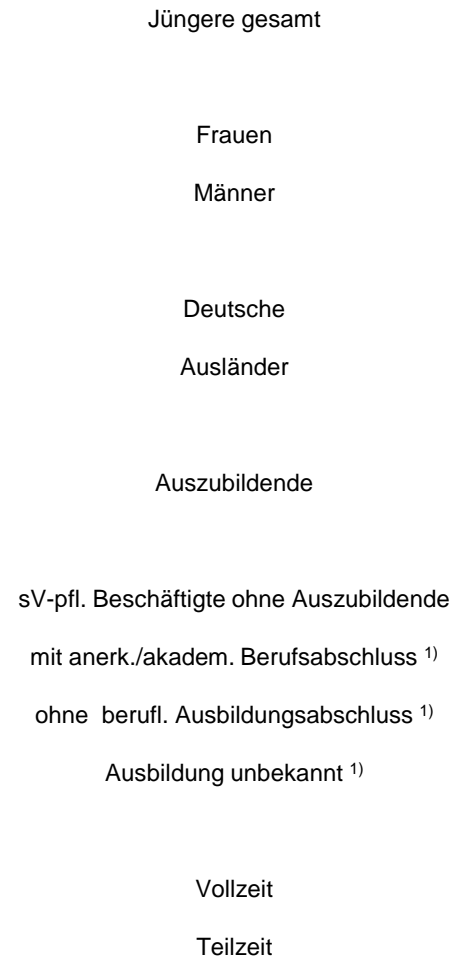 Jüngere gesamt
Frauen
Männer
Deutsche
Ausländer
Auszubildende
sV-pfl. Beschäftigte ohne Auszubildende
mit anerk./akadem. Berufsabschluss 1)
ohne  berufl. Ausbildungsabschluss 1)
Ausbildung unbekannt 1)
Vollzeit
Teilzeit